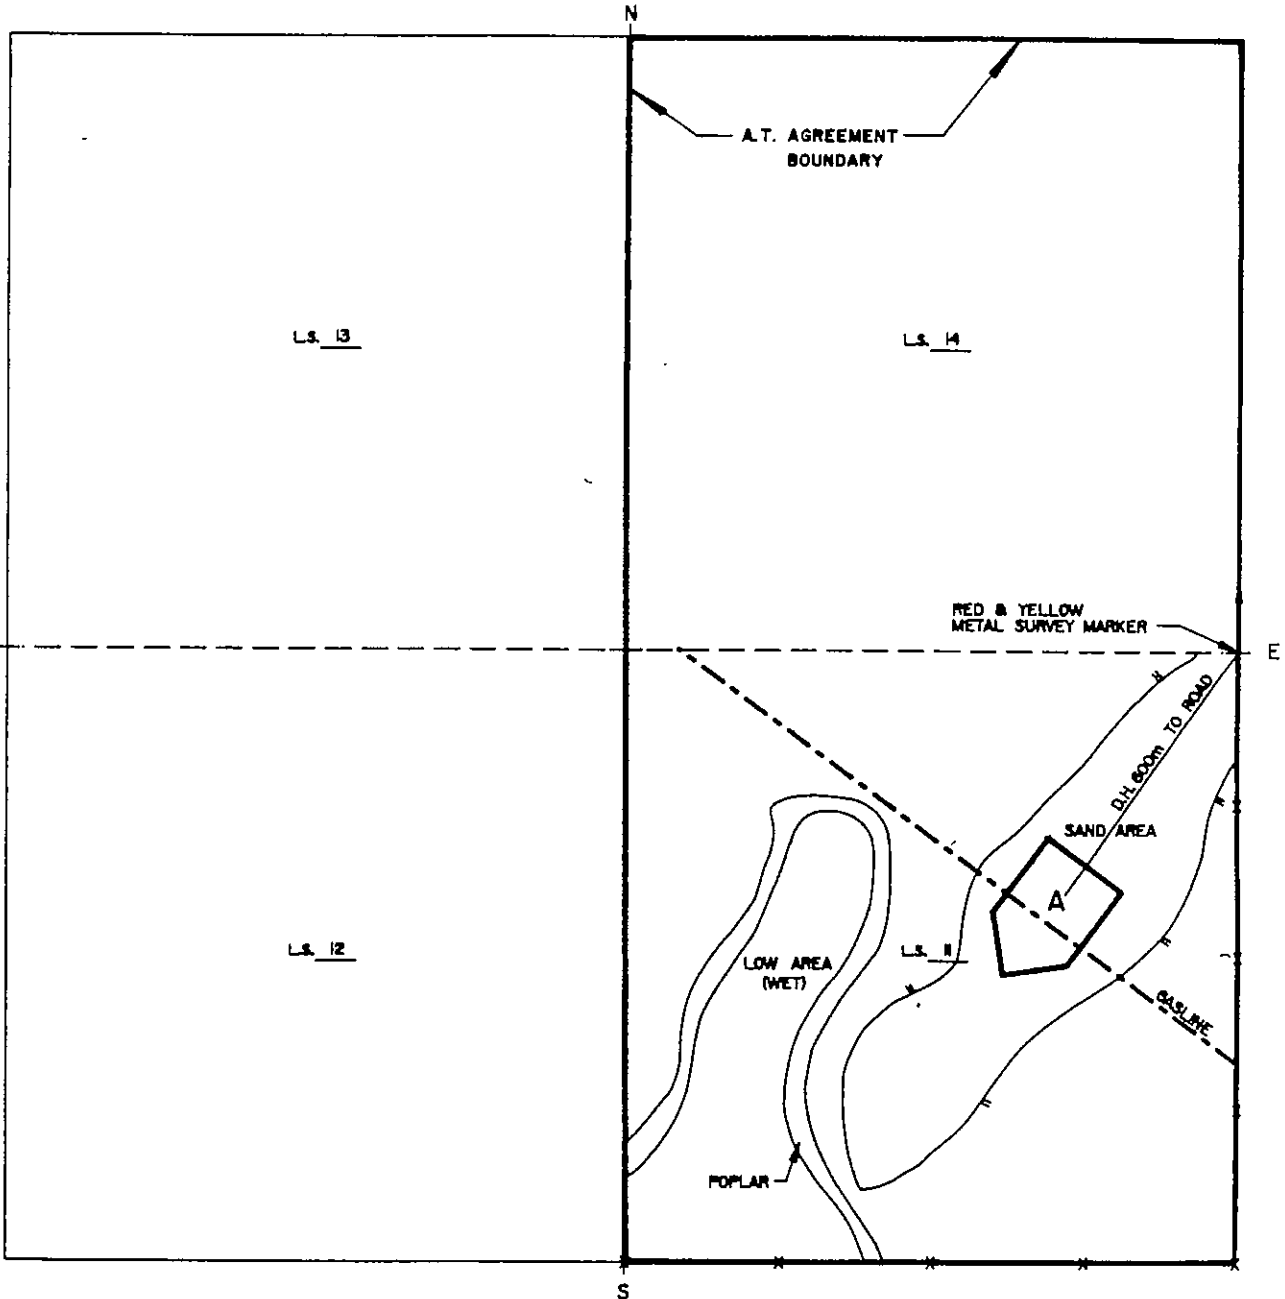 N
A.T. AGREEMENT
BOUNDARY
L.S. 13
L.S. 14
RED & YELLOW
METAL SURVEY MARKER
E
D.H. 600m TO ROAD
SAND AREA
A
L.S. 12
LOW AREA
(WET)
L.S. 11
GASLINE
POPLAR
S